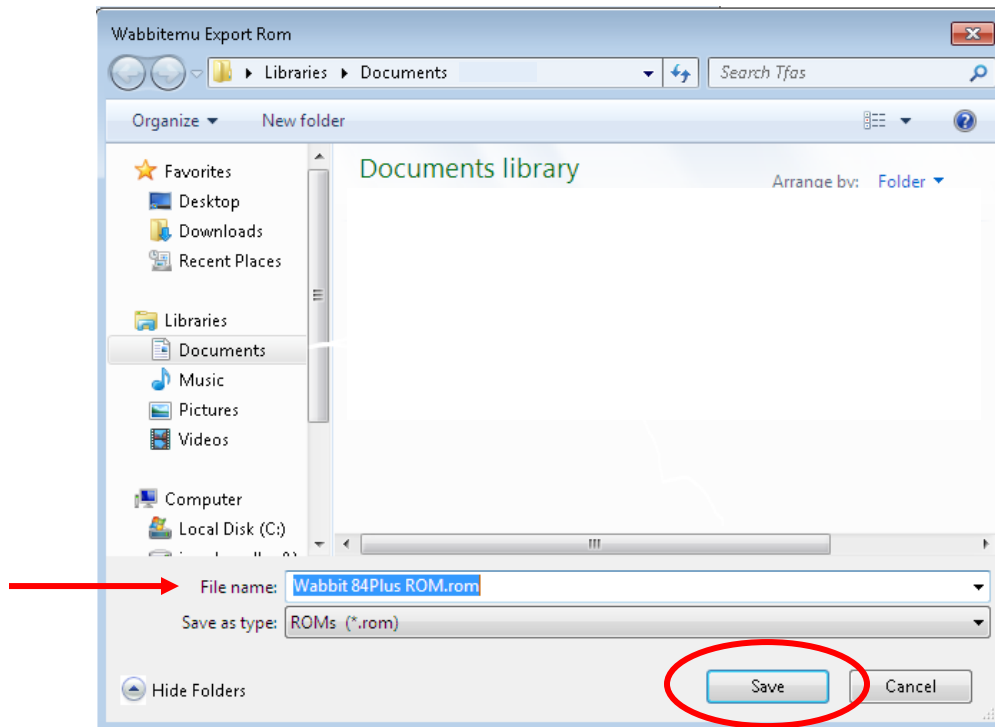 Wabbitemu Export Rom
Libraries Documents Search Tfas
Organize New folder
Documents library
Arrange by: Folder
Favorites
Desktop
Downloads
Recent Places
Libraries
Documents
Music
Pictures
Videos
Computer
Local Disk (C:)
File name: Wabbit 84Plus ROM.rom
Save as type: ROMs (*.rom)
Hide Folders Save Cancel